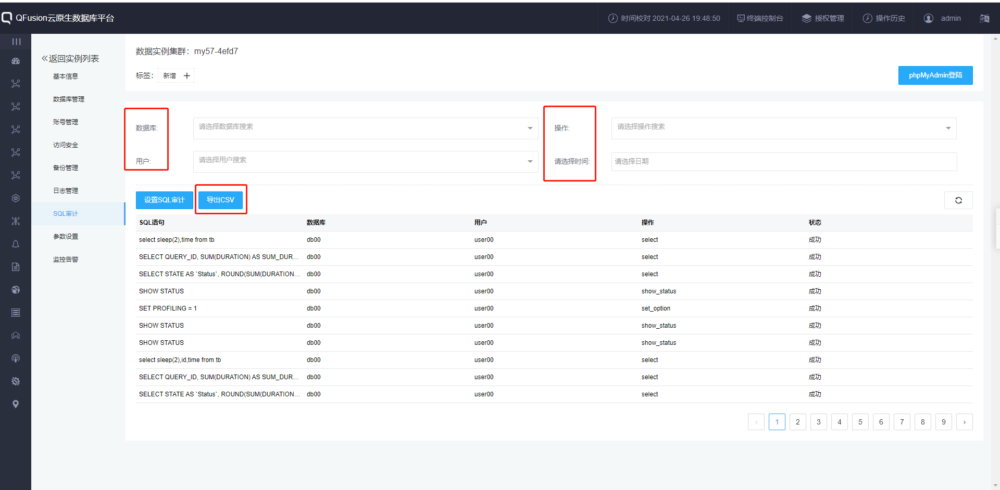 QFusion云原生数据库平台
时间校对 2021-04-26 19:48:50
终端控制台
授权管理
操作历史
admin
返回实例列表
基本信息
数据库管理
账号管理
访问安全
备份管理
日志管理
SQL审计
参数设置
监控告警
数据实例集群：my57-4efd7
标签：
新增 +
phpMyAdmin登陆
数据库:
请选择数据库搜索
操作:
请选择操作搜索
用户:
请选择用户搜索
请选择时间:
请选择日期
设置SQL审计
导出CSV
SQL语句 数据库 用户 操作 状态
select sleep(2),time from tb db00 user00 select 成功
SELECT QUERY_ID, SUM(DURATION) AS SUM_DUR... db00 user00 select 成功
SELECT STATE AS `Status`, ROUND(SUM(DURATION... db00 user00 select 成功
SHOW STATUS db00 user00 show_status 成功
SET PROFILING = 1 db00 user00 set_option 成功
SHOW STATUS db00 user00 show_status 成功
SHOW STATUS db00 user00 show_status 成功
select sleep(2),id,time from tb db00 user00 select 成功
SELECT QUERY_ID, SUM(DURATION) AS SUM_DUR... db00 user00 select 成功
SELECT STATE AS `Status`, ROUND(SUM(DURATION... db00 user00 select 成功
‹ 1 2 3 4 5 6 7 8 9 ›